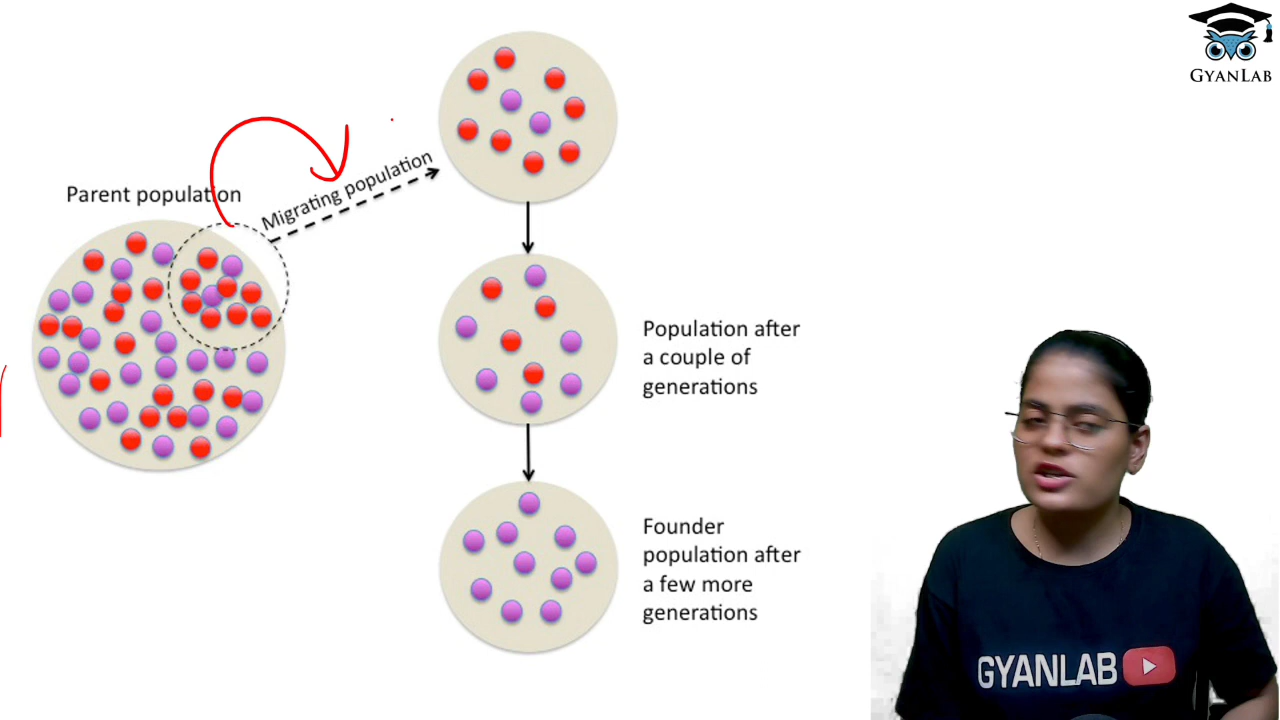 GYANLAB
Parent population
Migrating population
Population after
a couple of
generations
Founder
population after
a few more
generations
GYANLAB